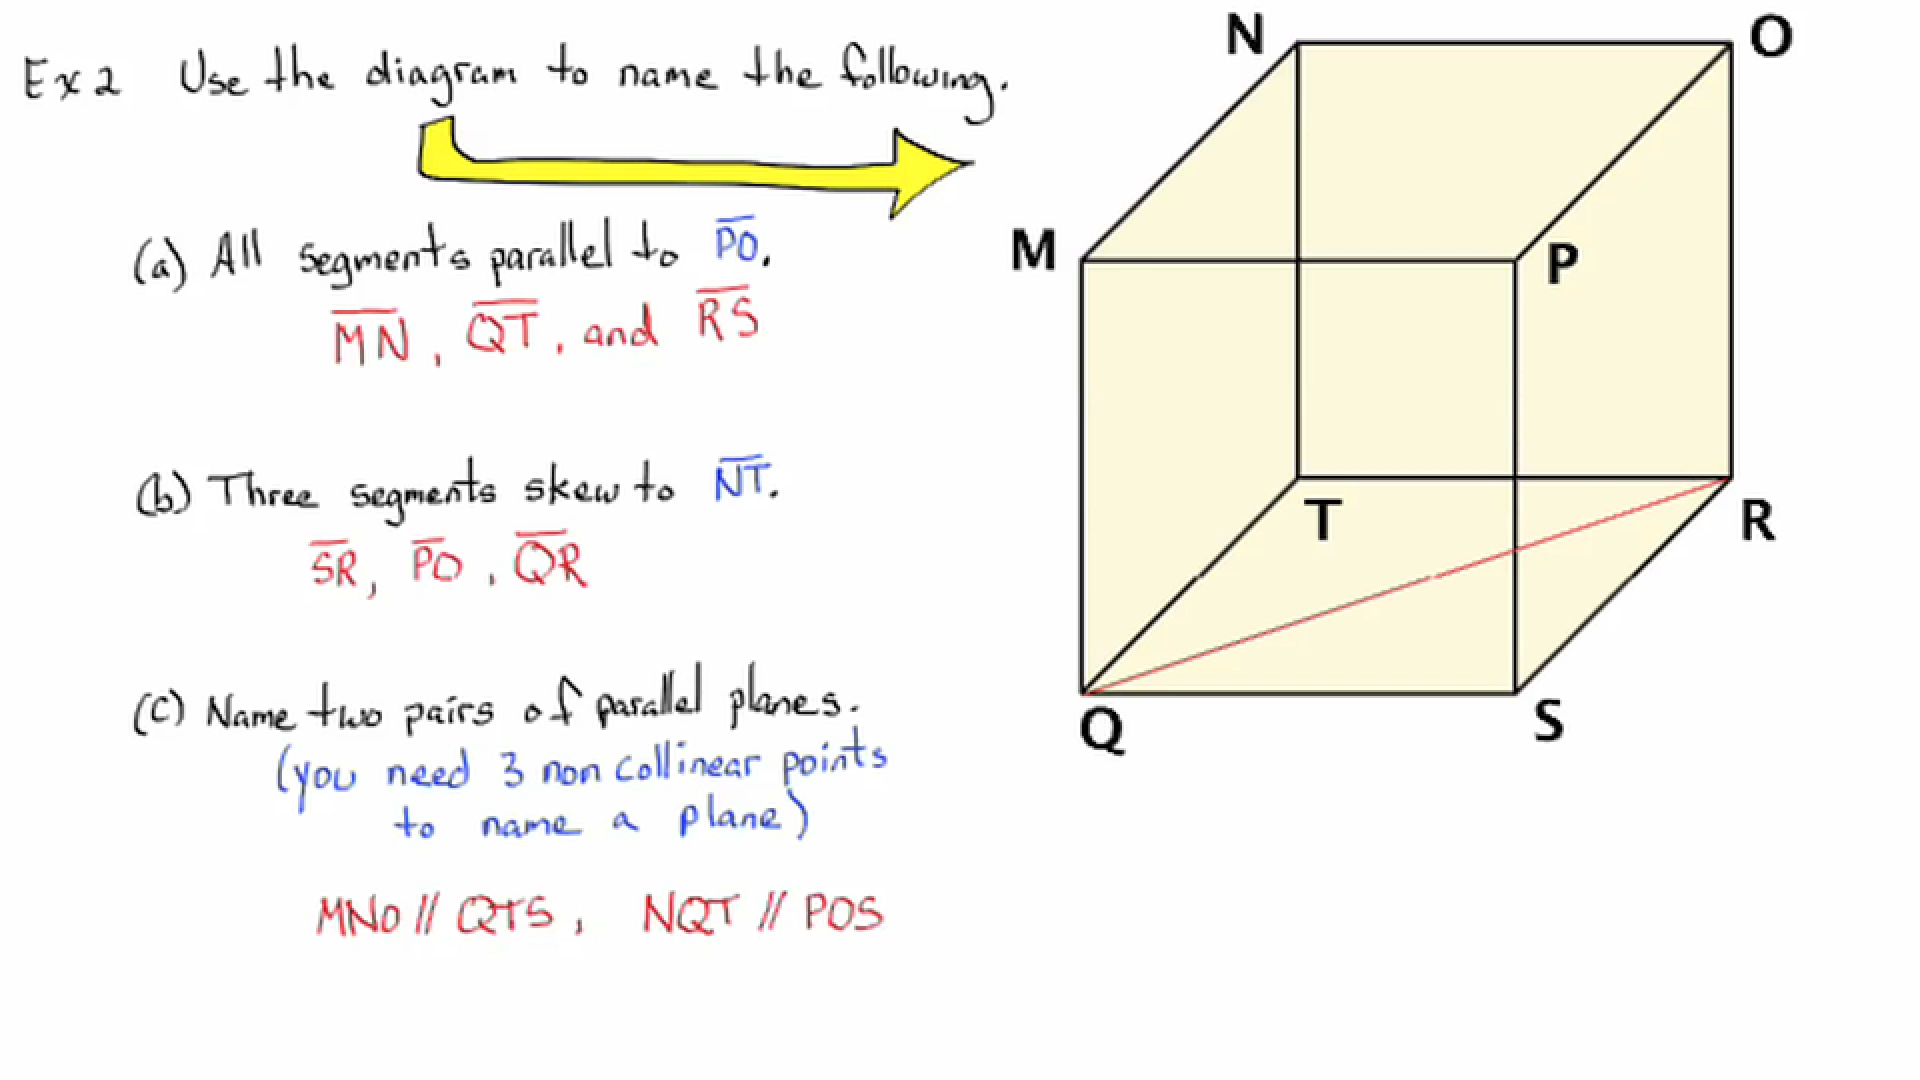 Ex 2 Use the diagram to name the following.
(a) All segments parallel to PO.
MN, QT, and RS
(b) Three segments skew to NT.
SR, PO, QR
(c) Name two pairs of parallel planes.
(you need 3 non collinear points
to name a plane)
MNO // QTS, NQT // POS
N
O
M
P
T
R
Q
S